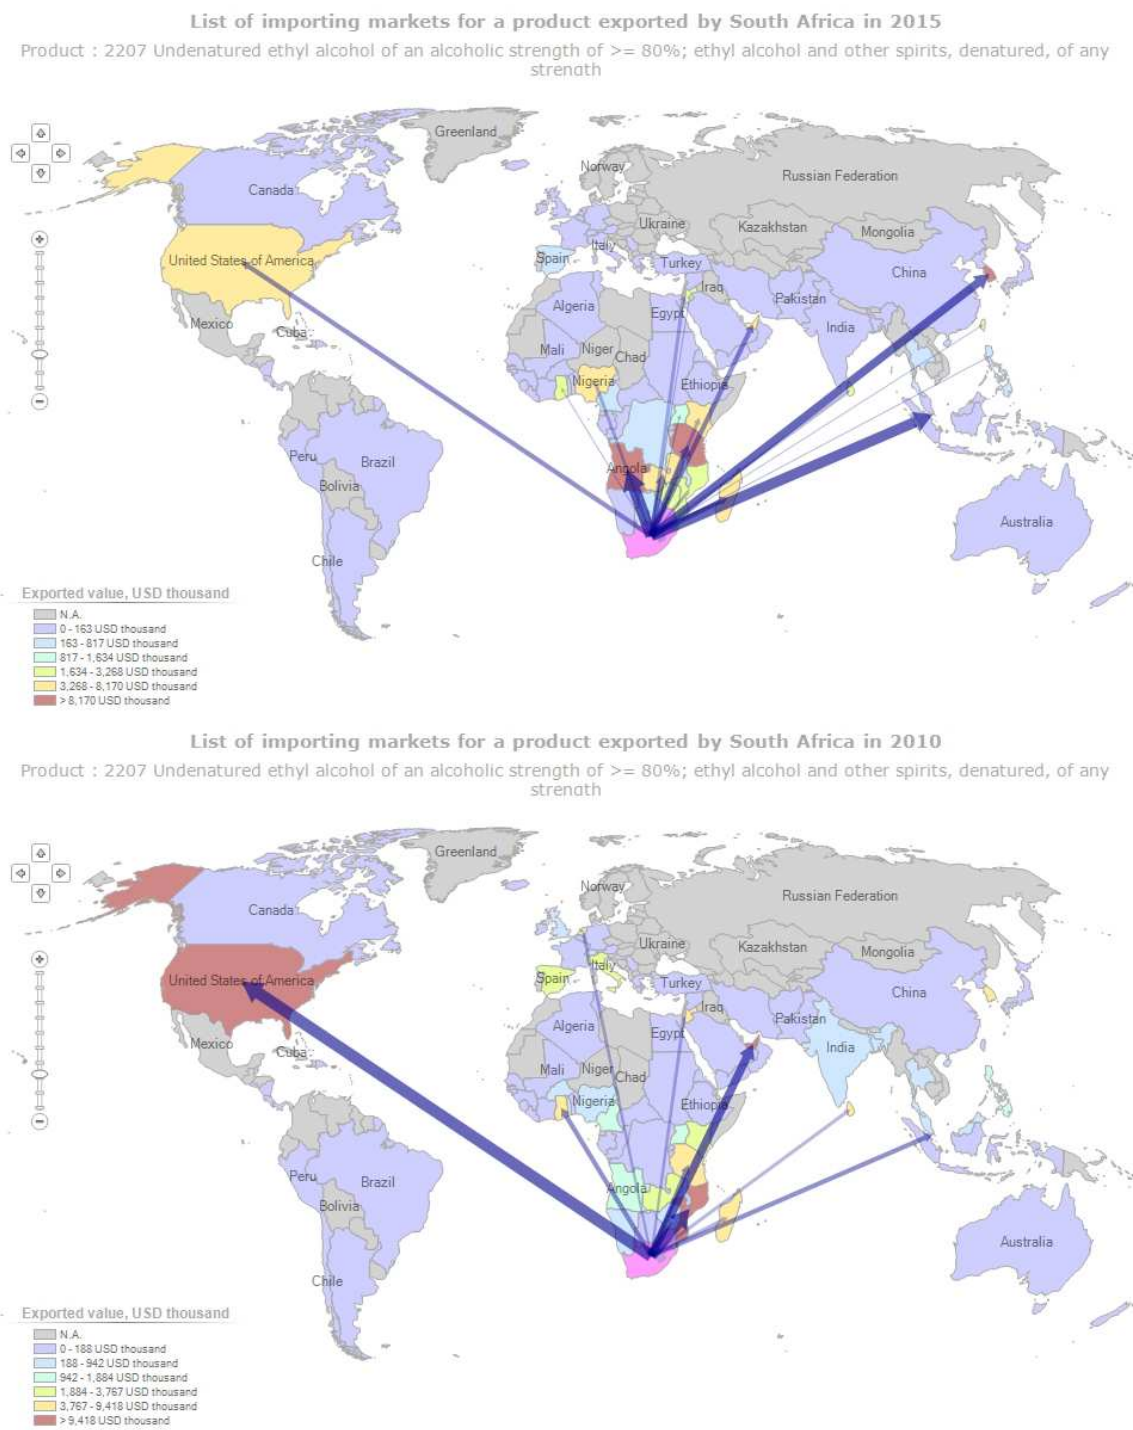 List of importing markets for a product exported by South Africa in 2015
Product : 2207 Undenatured ethyl alcohol of an alcoholic strength of >= 80%; ethyl alcohol and other spirits, denatured, of any
strength
Greenland
Norway
Russian Federation
Canada
Ukraine
Kazakhstan
Mongolia
Italy
United States of America
Spain
Turkey
China
Iraq
Pakistan
Algeria
Egypt
India
Mexico
Cuba
Mali
Niger
Chad
Nigeria
Ethiopia
Peru
Brazil
Angola
Bolivia
Australia
Chile
Exported value, USD thousand
N.A.
0 - 163 USD thousand
163 - 817 USD thousand
817 - 1,634 USD thousand
1,634 - 3,268 USD thousand
3,268 - 8,170 USD thousand
> 8,170 USD thousand
List of importing markets for a product exported by South Africa in 2010
Product : 2207 Undenatured ethyl alcohol of an alcoholic strength of >= 80%; ethyl alcohol and other spirits, denatured, of any
strength
Greenland
Norway
Russian Federation
Canada
Ukraine
Kazakhstan
Mongolia
Italy
United States of America
Spain
Turkey
China
Iraq
Pakistan
Algeria
Egypt
India
Mexico
Cuba
Mali
Niger
Chad
Nigeria
Ethiopia
Peru
Brazil
Angola
Bolivia
Australia
Chile
Exported value, USD thousand
N.A.
0 - 188 USD thousand
188 - 942 USD thousand
942 - 1,884 USD thousand
1,884 - 3,767 USD thousand
3,767 - 9,418 USD thousand
> 9,418 USD thousand